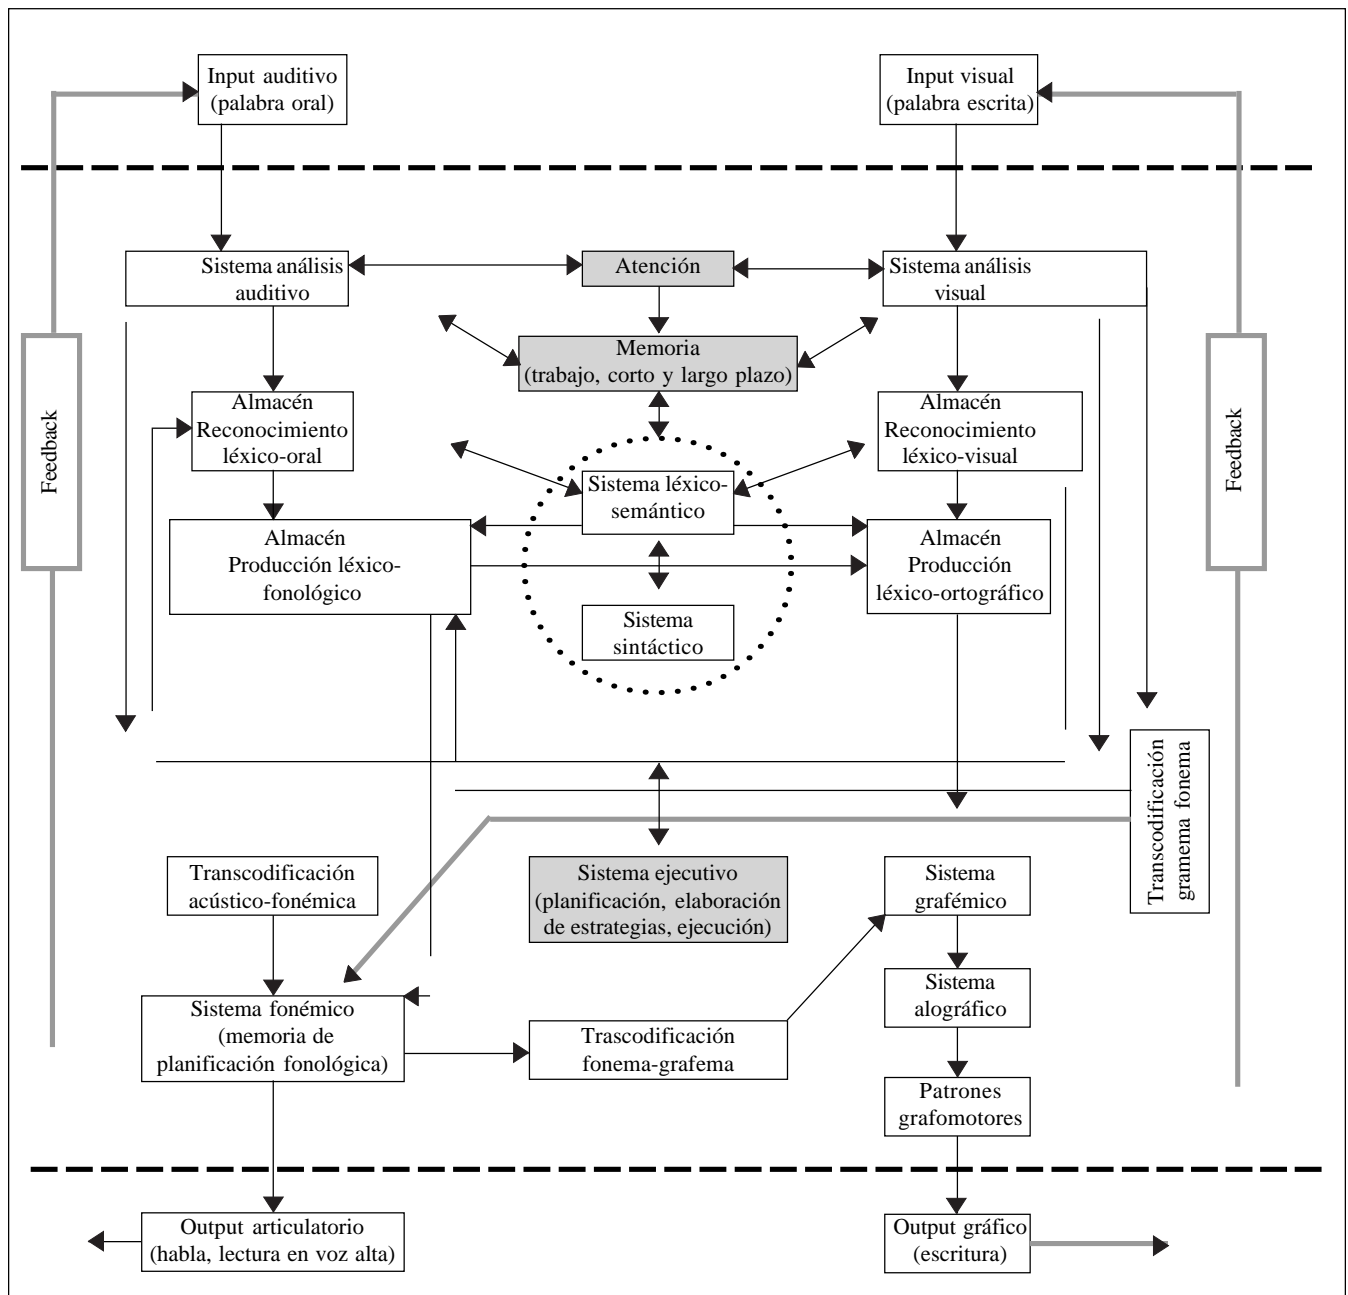 Input auditivo
(palabra oral)
Input visual
(palabra escrita)
Sistema análisis
auditivo
Atención
Sistema análisis
visual
Memoria
(trabajo, corto y largo plazo)
Feedback
Almacén
Reconocimiento
léxico-oral
Almacén
Reconocimiento
léxico-visual
Feedback
Sistema léxico-
semántico
Almacén
Producción léxico-
fonológico
Almacén
Producción
léxico-ortográfico
Sistema
sintáctico
Transcodificación
gramema fonema
Transcodificación
acústico-fonémica
Sistema ejecutivo
(planificación, elaboración
de estrategias, ejecución)
Sistema
grafémico
Sistema
alográfico
Sistema fonémico
(memoria de
planificación fonológica)
Trascodificación
fonema-grafema
Patrones
grafomotores
Output articulatorio
(habla, lectura en voz alta)
Output gráfico
(escritura)